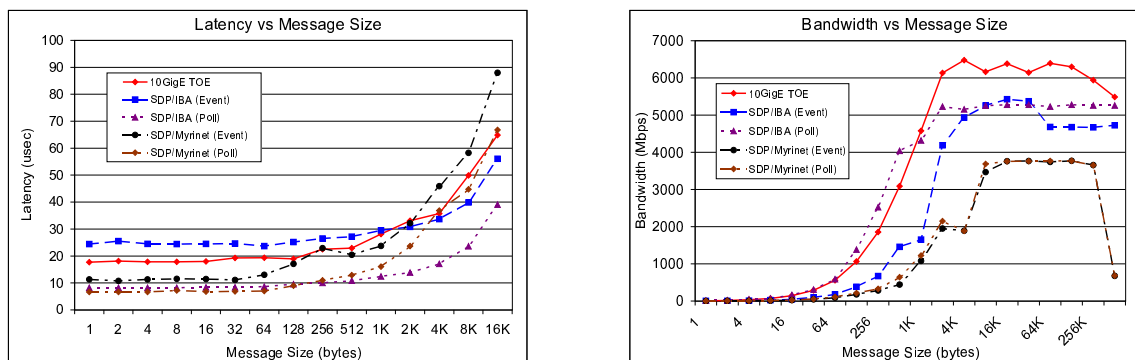 Latency vs Message Size
100
90
80
70
60
50
40
30
20
10
0
Latency (usec)
10GigE TOE
SDP/IBA (Event)
SDP/IBA (Poll)
SDP/Myrinet (Event)
SDP/Myrinet (Poll)
1 2 4 8 16 32 64 128 256 512 1K 2K 4K 8K 16K
Message Size (bytes)
Bandwidth vs Message Size
7000
6000
5000
4000
3000
2000
1000
0
Bandwidth (Mbps)
10GigE TOE
SDP/IBA (Event)
SDP/IBA (Poll)
SDP/Myrinet (Event)
SDP/Myrinet (Poll)
1 4 16 64 256 1K 4K 16K 64K 256K
Message Size (bytes)